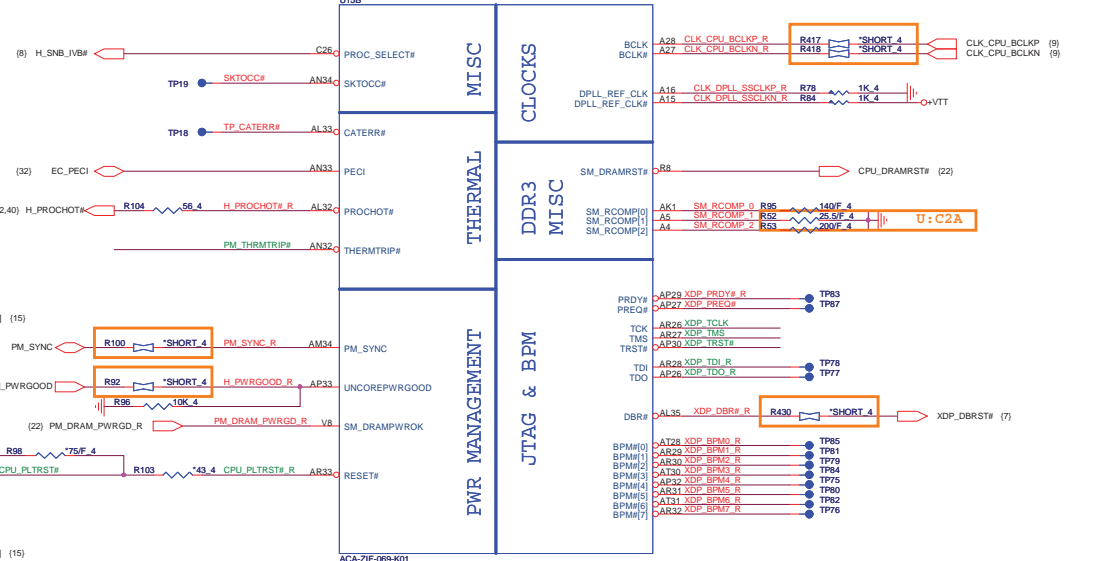 U15B
{8} H_SNB_IVB# C26 PROC_SELECT#
TP19 SKTOCC# AN34 SKTOCC#
MISC
TP18 TP_CATERR# AL33 CATERR#
{32} EC_PECI AN33 PECI
2,40} H_PROCHOT# R104 56_4 H_PROCHOT#_R AL32 PROCHOT#
PM_THRMTRIP# AN32 THERMTRIP#
THERMAL
{15}
PM_SYNC R100 *SHORT_4 PM_SYNC_R AM34 PM_SYNC
_PWRGOOD R92 *SHORT_4 H_PWRGOOD_R AP33 UNCOREPWRGOOD
R96 10K_4
{22} PM_DRAM_PWRGD_R PM_DRAM_PWRGD_R V8 SM_DRAMPWROK
R98 *75/F_4
CPU_PLTRST# R103 *43_4 CPU_PLTRST#_R AR33 RESET#
PWR MANAGEMENT
{15}
ACA-ZIF-069-K01
CLOCKS
BCLK A28 CLK_CPU_BCLKP_R R417 *SHORT_4 CLK_CPU_BCLKP {9}
BCLK# A27 CLK_CPU_BCLKN_R R418 *SHORT_4 CLK_CPU_BCLKN {9}
DPLL_REF_CLK A16 CLK_DPLL_SSCLKP_R R78 1K_4
DPLL_REF_CLK# A15 CLK_DPLL_SSCLKN_R R84 1K_4 +VTT
DDR3
MISC
SM_DRAMRST# R8 CPU_DRAMRST# {22}
SM_RCOMP[0] AK1 SM_RCOMP_0 R95 140/F_4
SM_RCOMP[1] A5 SM_RCOMP_1 R52 25.5/F_4 U:C2A
SM_RCOMP[2] A4 SM_RCOMP_2 R53 200/F_4
JTAG & BPM
PRDY# AP29 XDP_PRDY#_R TP83
PREQ# AP27 XDP_PREQ# TP87
TCK AR26 XDP_TCLK
TMS AR27 XDP_TMS
TRST# AP30 XDP_TRST#
TDI AR28 XDP_TDI_R TP78
TDO AP26 XDP_TDO_R TP77
DBR# AL35 XDP_DBR#_R R430 *SHORT_4 XDP_DBRST# {7}
BPM#[0] AT28 XDP_BPM0_R TP85
BPM#[1] AR29 XDP_BPM1_R TP81
BPM#[2] AR30 XDP_BPM2_R TP79
BPM#[3] AT30 XDP_BPM3_R TP84
BPM#[4] AP32 XDP_BPM4_R TP75
BPM#[5] AR31 XDP_BPM5_R TP80
BPM#[6] AT31 XDP_BPM6_R TP82
BPM#[7] AR32 XDP_BPM7_R TP76